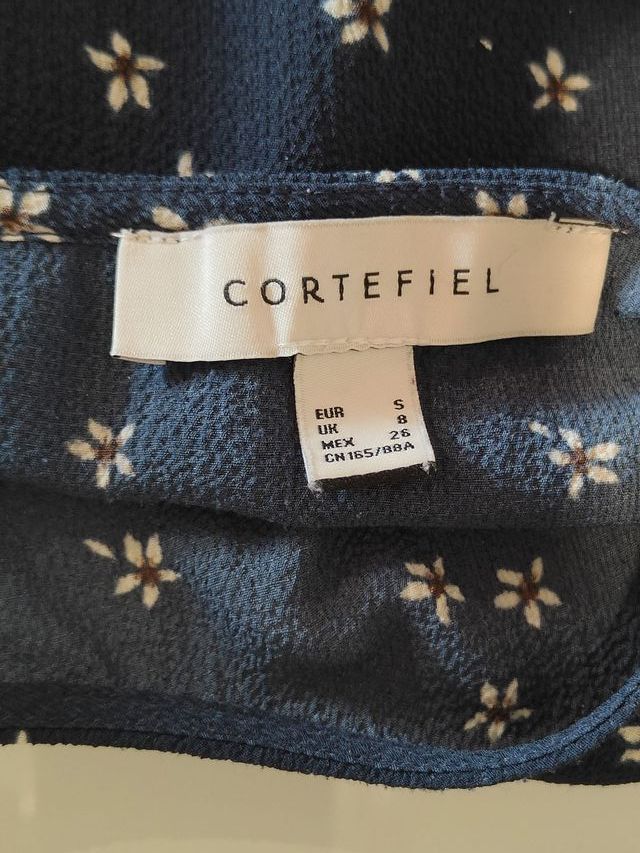 CORTEFIEL
EUR S
UK 8
MEX 26
CN165/88A